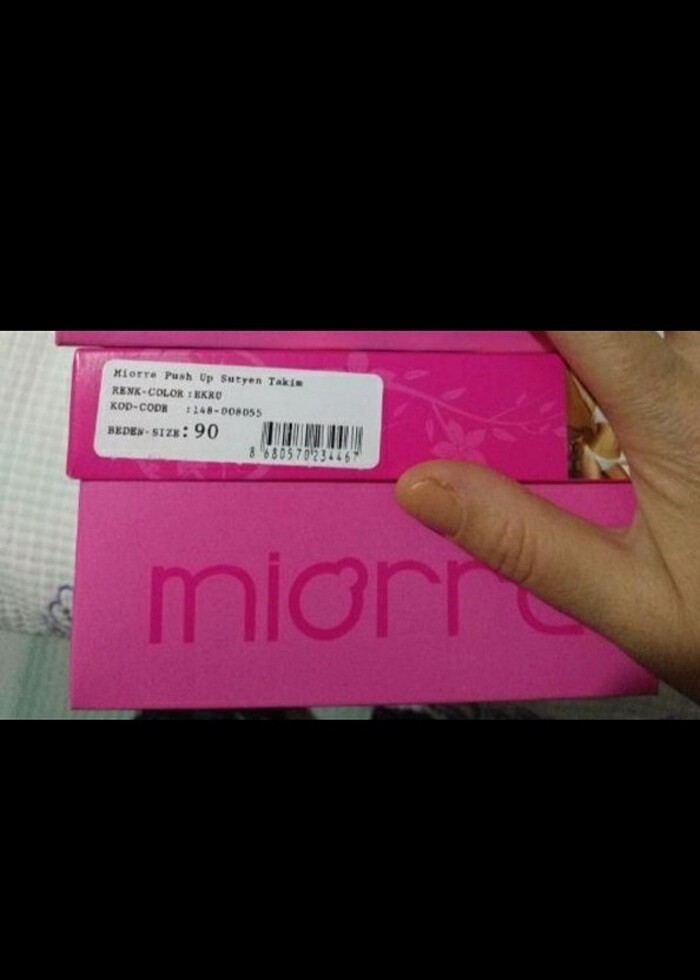 Miorre Push Up Sutyen Takim
RENK-COLOR : EKRU
KOD-CODE : 148-008055
BEDEN-SIZE : 90
8 680570 234467
miorre